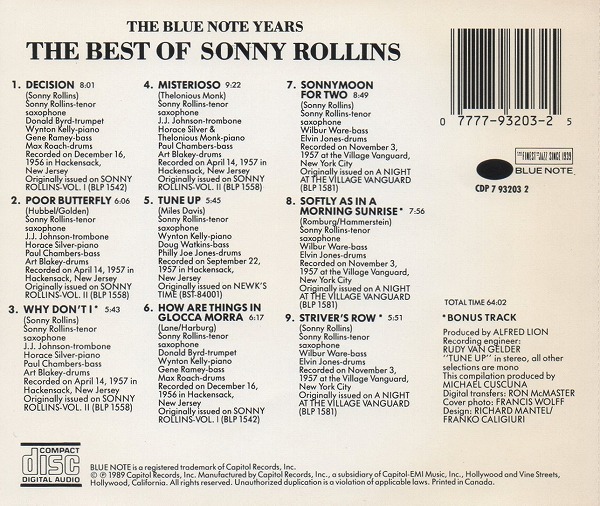 THE BLUE NOTE YEARS
THE BEST OF SONNY ROLLINS
1. DECISION 8:01
(Sonny Rollins)
Sonny Rollins-tenor
saxophone
Donald Byrd-trumpet
Wynton Kelly-piano
Gene Ramey-bass
Max Roach-drums
Recorded on December 16,
1956 in Hackensack,
New Jersey
Originally issued on SONNY
ROLLINS-VOL. I (BLP 1542)
2. POOR BUTTERFLY 6:06
(Hubbel/Golden)
Sonny Rollins-tenor
saxophone
J.J. Johnson-trombone
Horace Silver-piano
Paul Chambers-bass
Art Blakey-drums
Recorded on April 14, 1957 in
Hackensack, New Jersey
Originally issued on SONNY
ROLLINS-VOL. II (BLP 1558)
3. WHY DON'T I* 5:43
(Sonny Rollins)
Sonny Rollins-tenor
saxophone
J.J. Johnson-trombone
Horace Silver-piano
Paul Chambers-bass
Art Blakey-drums
Recorded on April 14, 1957 in
Hackensack, New Jersey
Originally issued on SONNY
ROLLINS-VOL. II (BLP 1558)
4. MISTERIOSO 9:22
(Thelonious Monk)
Sonny Rollins-tenor
saxophone
J.J. Johnson-trombone
Horace Silver &
Thelonious Monk-piano
Paul Chambers-bass
Art Blakey-drums
Recorded on April 14, 1957 in
Hackensack, New Jersey
Originally issued on SONNY
ROLLINS-VOL. II (BLP 1558)
5. TUNE UP 5:45
(Miles Davis)
Sonny Rollins-tenor
saxophone
Wynton Kelly-piano
Doug Watkins-bass
Philly Joe Jones-drums
Recorded on September 22,
1957 in Hackensack,
New Jersey
Originally issued on NEWK'S
TIME (BST-84001)
6. HOW ARE THINGS IN
GLOCCA MORRA 6:17
(Lane/Harburg)
Sonny Rollins-tenor
saxophone
Donald Byrd-trumpet
Wynton Kelly-piano
Gene Ramey-bass
Max Roach-drums
Recorded on December 16,
1956 in Hackensack,
New Jersey
Originally issued on SONNY
ROLLINS-VOL. I (BLP 1542)
7. SONNYMOON
FOR TWO 8:49
(Sonny Rollins)
Sonny Rollins-tenor
saxophone
Wilbur Ware-bass
Elvin Jones-drums
Recorded on November 3,
1957 at the Village Vanguard,
New York City
Originally issued on A NIGHT
AT THE VILLAGE VANGUARD
(BLP 1581)
8. SOFTLY AS IN A
MORNING SUNRISE* 7:56
(Romburg/Hammerstein)
Sonny Rollins-tenor
saxophone
Wilbur Ware-bass
Elvin Jones-drums
Recorded on November 3,
1957 at the Village Vanguard,
New York City
Originally issued on A NIGHT
AT THE VILLAGE VANGUARD
(BLP 1581)
9. STRIVER'S ROW* 5:51
(Sonny Rollins)
Sonny Rollins-tenor
saxophone
Wilbur Ware-bass
Elvin Jones-drums
Recorded on November 3,
1957 at the Village Vanguard,
New York City
Originally issued on A NIGHT
AT THE VILLAGE VANGUARD
(BLP 1581)
0 7777-93203-2 5
THE FINEST IN JAZZ SINCE 1939
BLUE NOTE
CDP 7 93203 2
TOTAL TIME 64:02
*BONUS TRACK
Produced by ALFRED LION
Recording engineer:
RUDY VAN GELDER
"TUNE UP" in stereo, all other
selections are mono
This compilation produced by
MICHAEL CUSCUNA
Digital transfers: RON McMASTER
Cover photo: FRANCIS WOLFF
Design: RICHARD MANTEL/
FRANKO CALIGIURI
COMPACT
disc
DIGITAL AUDIO
BLUE NOTE is a registered trademark of Capitol Records, Inc.
© ℗ 1989 Capitol Records, Inc. Manufactured by Capitol Records, Inc., a subsidiary of Capitol-EMI Music, Inc., Hollywood and Vine Streets,
Hollywood, California. All rights reserved. Unauthorized duplication is a violation of applicable laws. Printed in Canada.